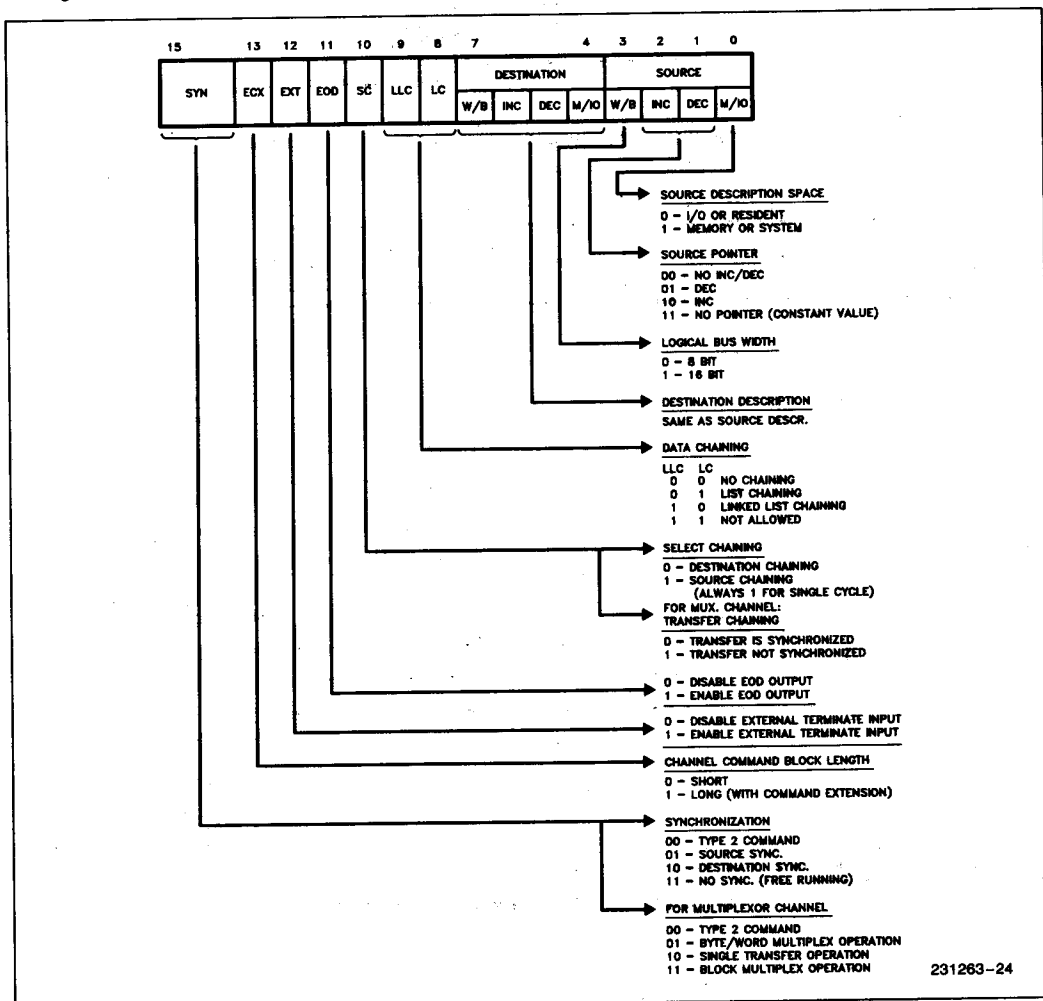 15 13 12 11 10 9 8 7 4 3 2 1 0
SYN ECX EXT EOD SC LLC LC DESTINATION SOURCE
W/B INC DEC M/IO W/B INC DEC M/IO
SOURCE DESCRIPTION SPACE
0 – I/O OR RESIDENT
1 – MEMORY OR SYSTEM
SOURCE POINTER
00 – NO INC/DEC
01 – DEC
10 – INC
11 – NO POINTER (CONSTANT VALUE)
LOGICAL BUS WIDTH
0 – 8 BIT
1 – 16 BIT
DESTINATION DESCRIPTION
SAME AS SOURCE DESCR.
DATA CHAINING
LLC LC
0 0 NO CHAINING
0 1 LIST CHAINING
1 0 LINKED LIST CHAINING
1 1 NOT ALLOWED
SELECT CHAINING
0 – DESTINATION CHAINING
1 – SOURCE CHAINING
(ALWAYS 1 FOR SINGLE CYCLE)
FOR MUX. CHANNEL:
TRANSFER CHAINING
0 – TRANSFER IS SYNCHRONIZED
1 – TRANSFER NOT SYNCHRONIZED
0 – DISABLE EOD OUTPUT
1 – ENABLE EOD OUTPUT
0 – DISABLE EXTERNAL TERMINATE INPUT
1 – ENABLE EXTERNAL TERMINATE INPUT
CHANNEL COMMAND BLOCK LENGTH
0 – SHORT
1 – LONG (WITH COMMAND EXTENSION)
SYNCHRONIZATION
00 – TYPE 2 COMMAND
01 – SOURCE SYNC.
10 – DESTINATION SYNC.
11 – NO SYNC. (FREE RUNNING)
FOR MULTIPLEXOR CHANNEL
00 – TYPE 2 COMMAND
01 – BYTE/WORD MULTIPLEX OPERATION
10 – SINGLE TRANSFER OPERATION
11 – BLOCK MULTIPLEX OPERATION
231263–24